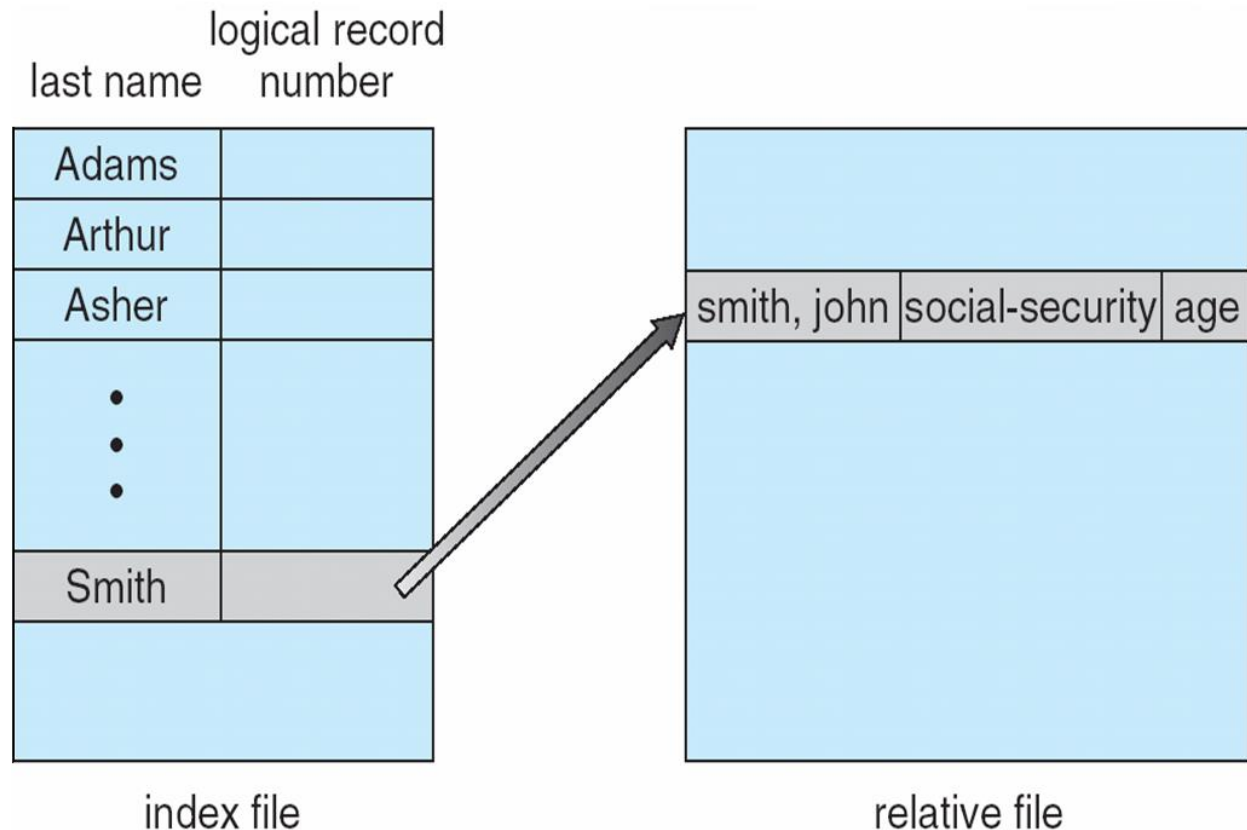 last name
logical record
number
Adams
Arthur
Asher
Smith
index file
smith, john social-security age
relative file